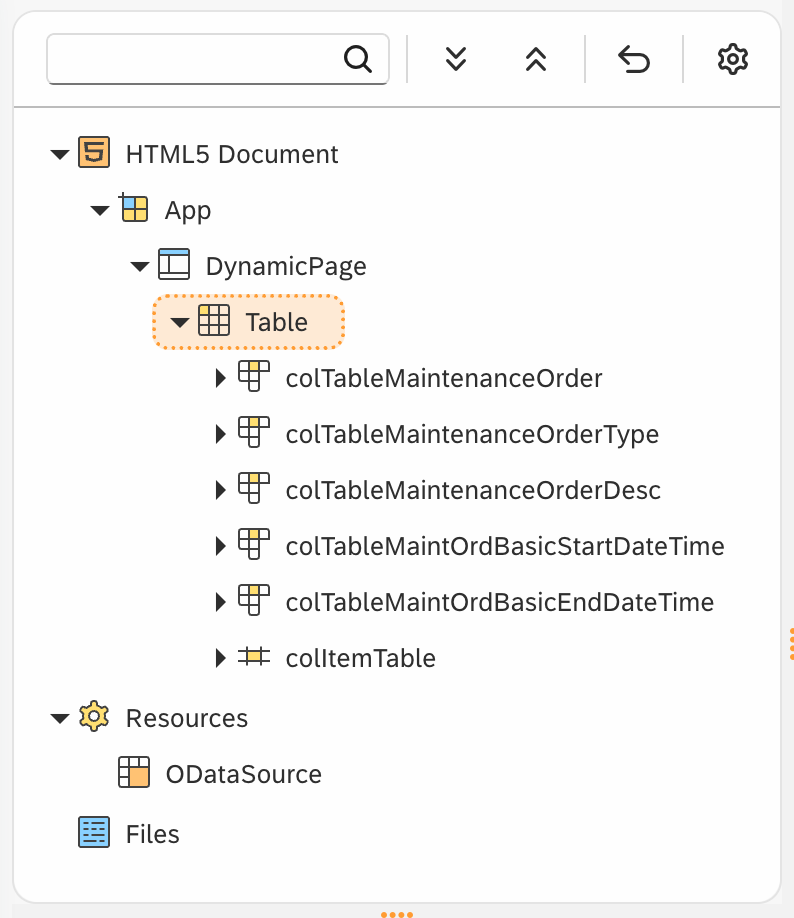 HTML5 Document
App
DynamicPage
Table
colTableMaintenanceOrder
colTableMaintenanceOrderType
colTableMaintenanceOrderDesc
colTableMaintOrdBasicStartDateTime
colTableMaintOrdBasicEndDateTime
colItemTable
Resources
ODataSource
Files